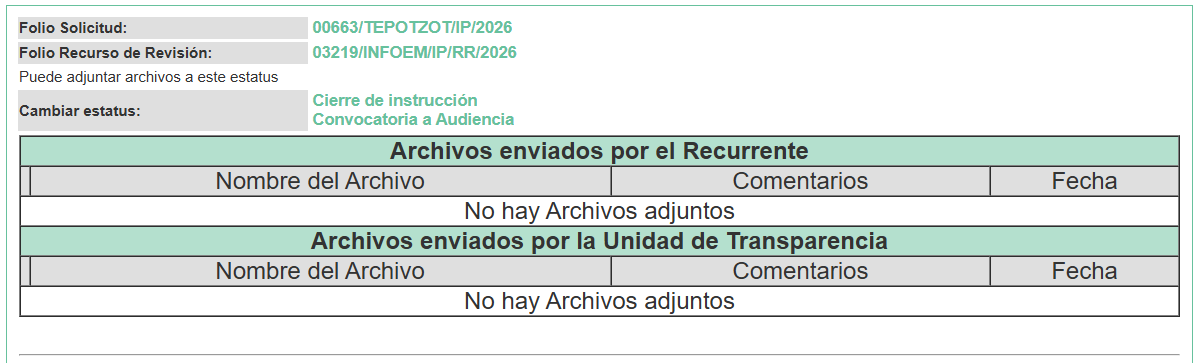 Folio Solicitud: 00663/TEPOTZOT/IP/2026
Folio Recurso de Revisión: 03219/INFOEM/IP/RR/2026
Puede adjuntar archivos a este estatus
Cambiar estatus: Cierre de instrucción
Convocatoria a Audiencia
Archivos enviados por el Recurrente
Nombre del Archivo Comentarios Fecha
No hay Archivos adjuntos
Archivos enviados por la Unidad de Transparencia
Nombre del Archivo Comentarios Fecha
No hay Archivos adjuntos